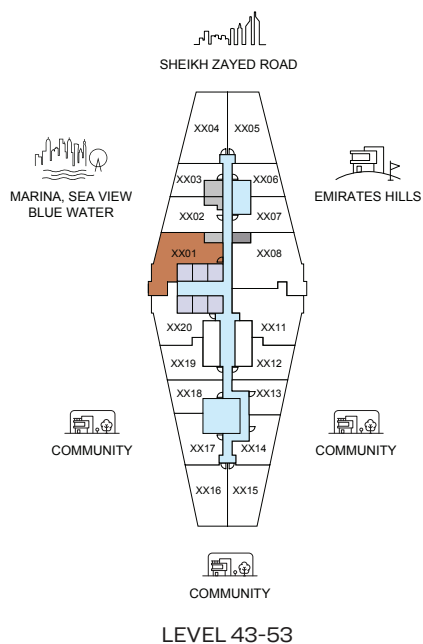 SHEIKH ZAYED ROAD
XX04
XX05
XX03
XX06
MARINA, SEA VIEW
BLUE WATER
EMIRATES HILLS
XX02
XX07
XX01
XX08
XX20
XX11
XX19
XX12
XX18
XX13
COMMUNITY
COMMUNITY
XX17
XX14
XX16
XX15
COMMUNITY
LEVEL 43-53